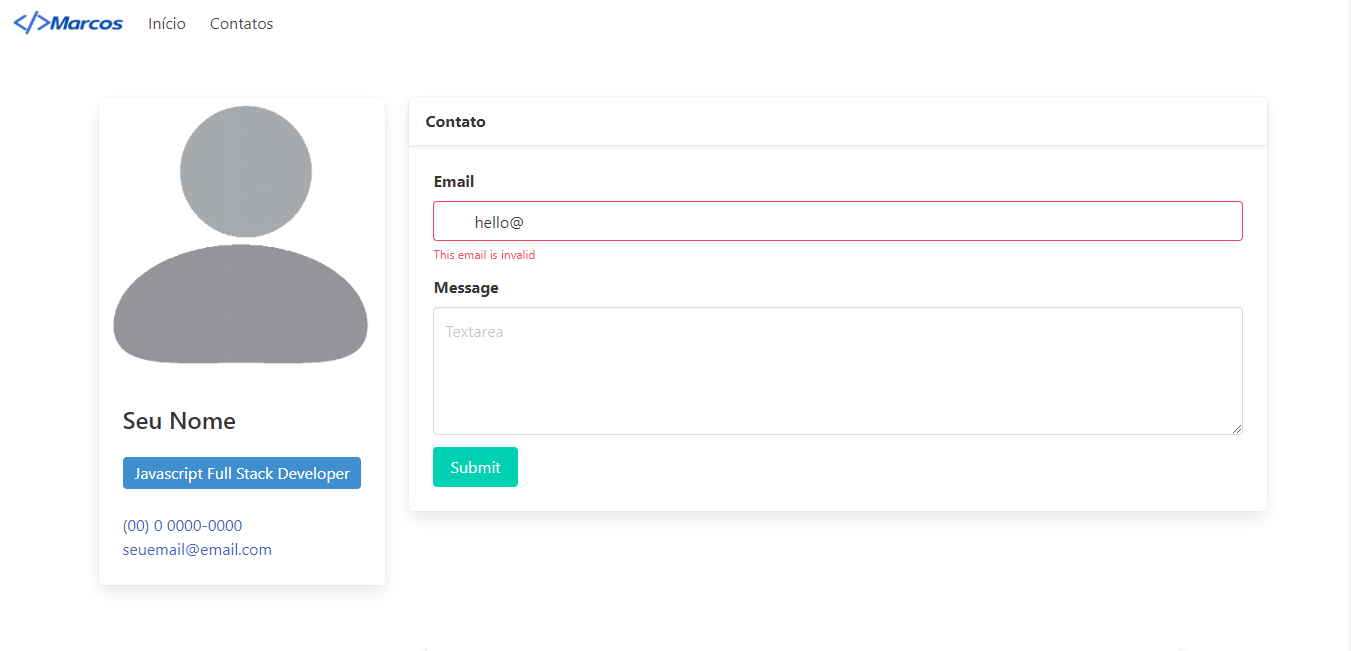 </>Marcos Início Contatos
Seu Nome
Javascript Full Stack Developer
(00) 0 0000-0000
seuemail@email.com
Contato
Email
hello@
This email is invalid
Message
Textarea
Submit